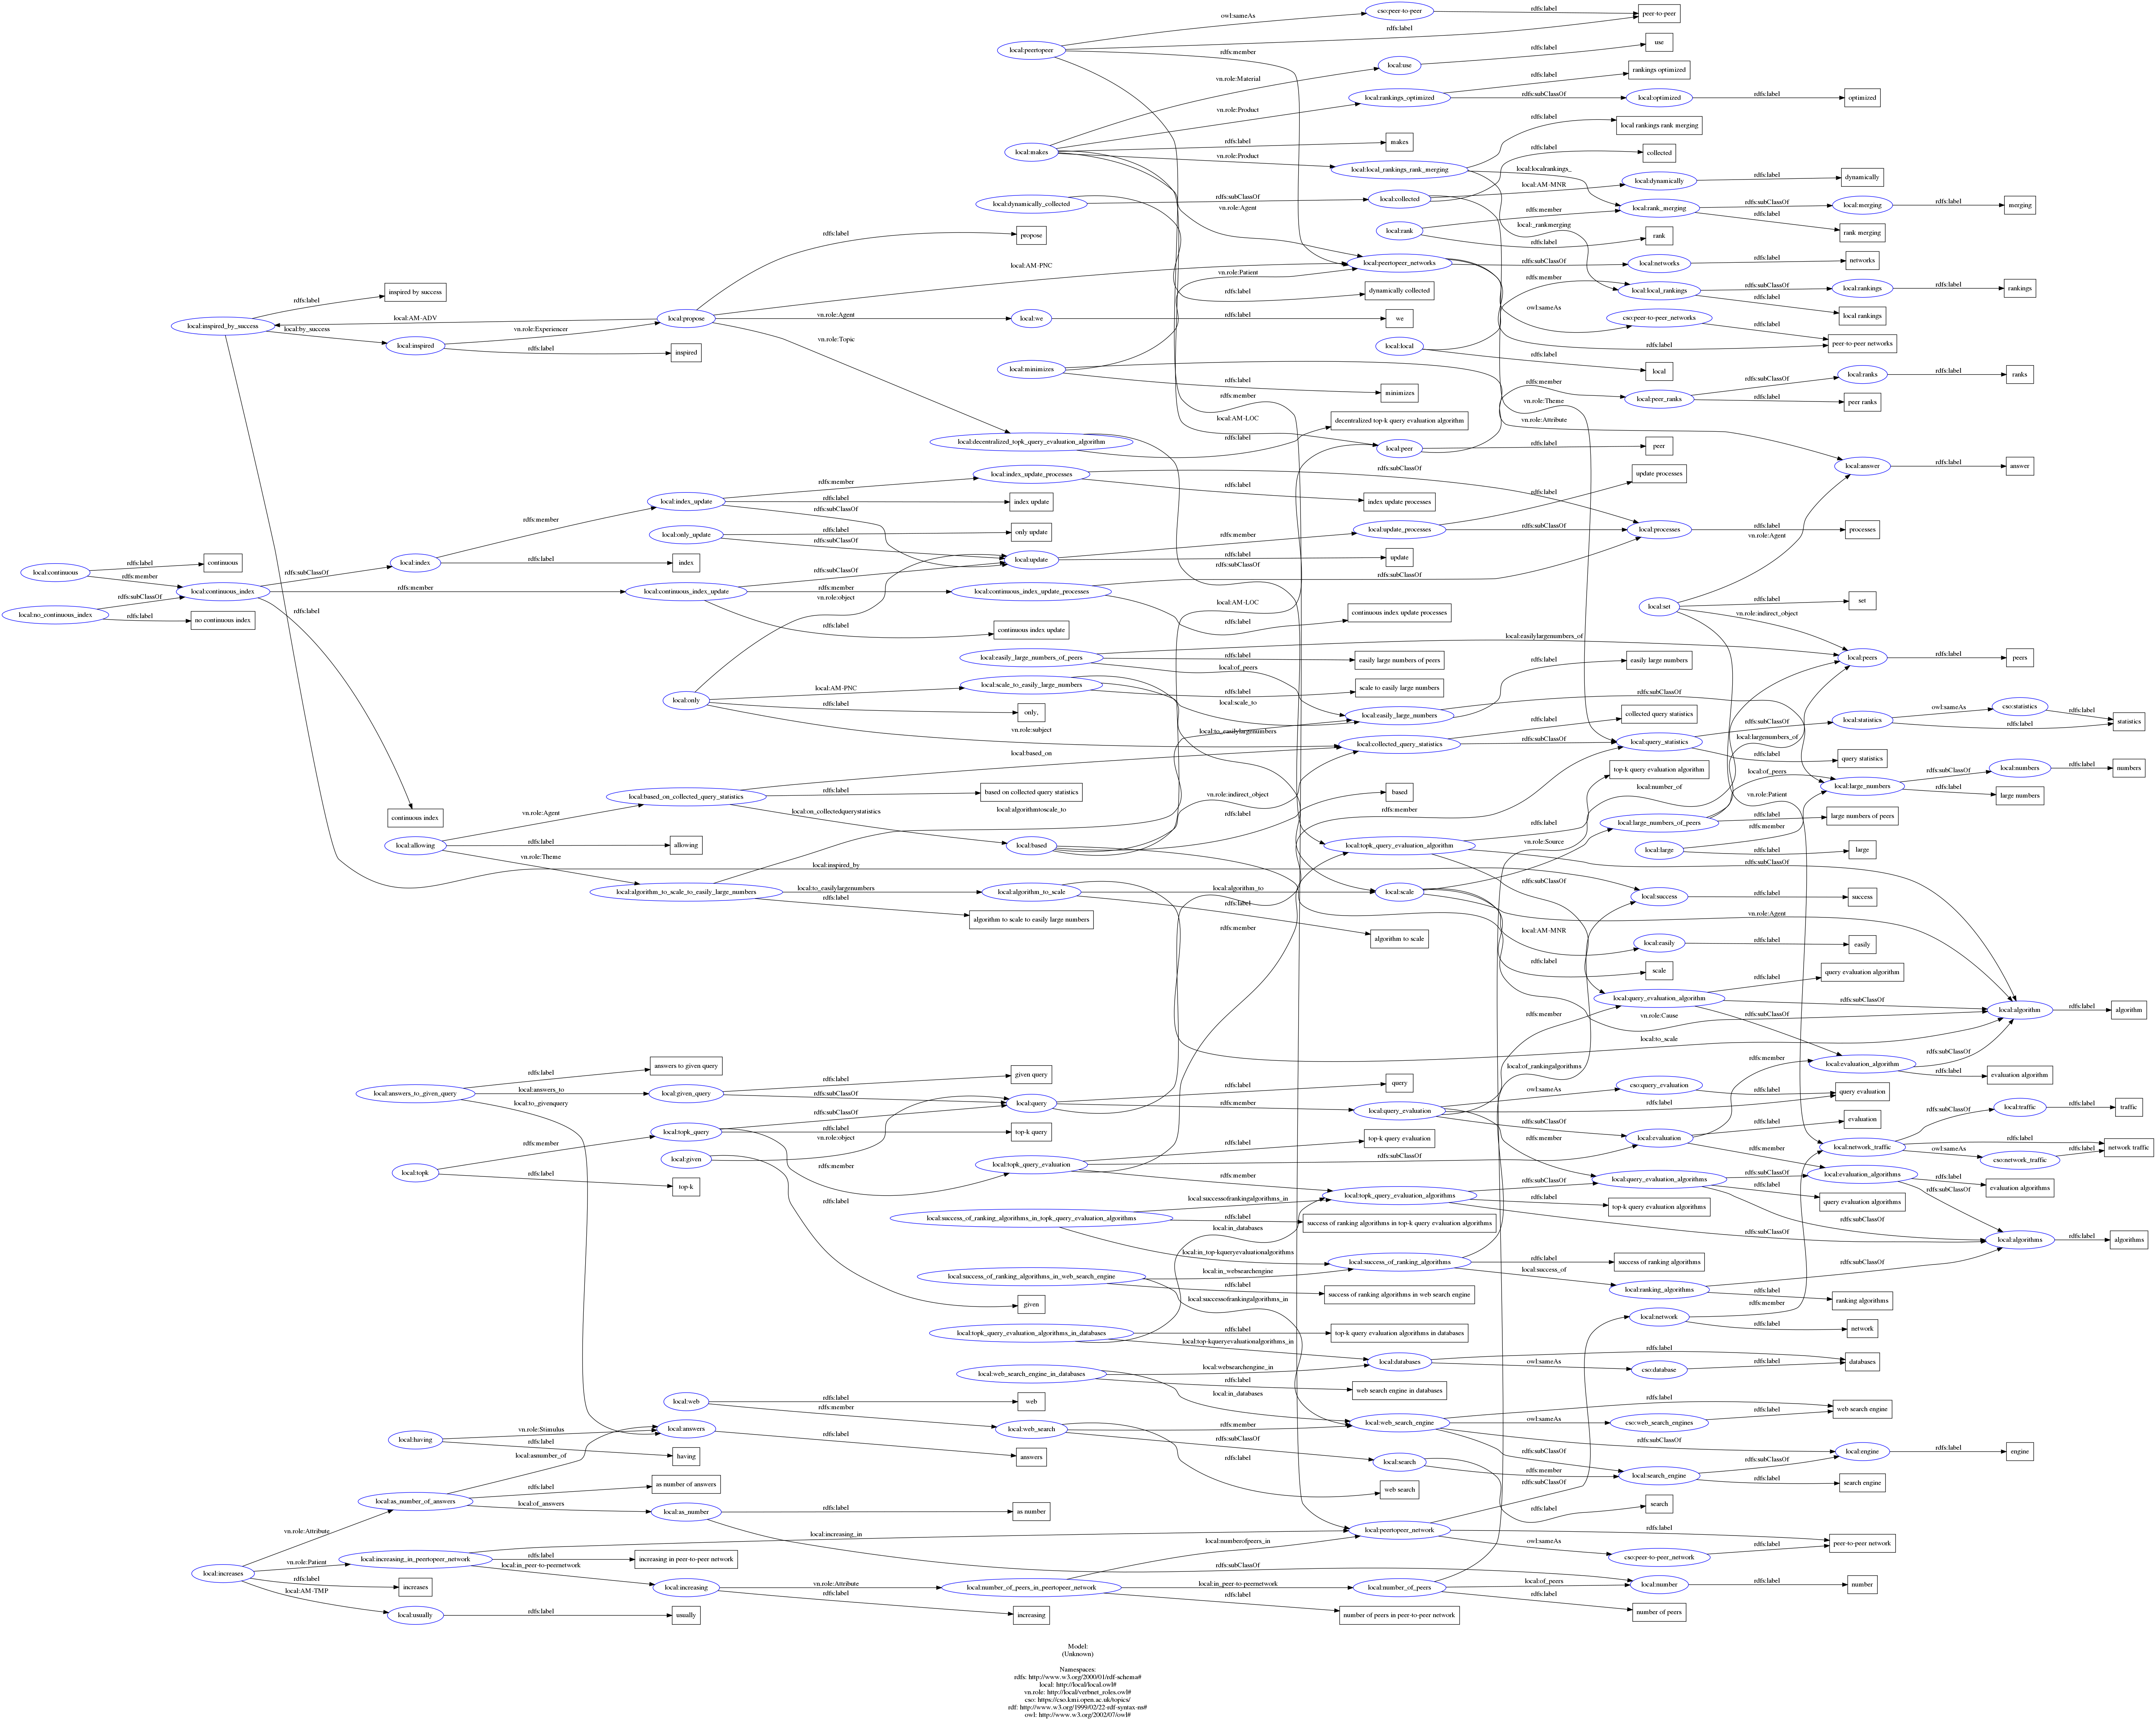 cso:peer-to-peer
rdfs:label
peer-to-peer
owl:sameAs
local:peertopeer
rdfs:label
rdfs:member
local:use
rdfs:label
use
vn.role:Material
local:rankings_optimized
rdfs:label
rankings optimized
rdfs:subClassOf
local:optimized
rdfs:label
optimized
vn.role:Product
local:makes
rdfs:label
makes
vn.role:Product
local:local_rankings_rank_merging
rdfs:label
local rankings rank merging
rdfs:label
collected
local:localrankings_
local:dynamically_collected
rdfs:subClassOf
local:collected
local:AM-MNR
local:dynamically
rdfs:label
dynamically
vn.role:Agent
local:rank
rdfs:member
local:rank_merging
rdfs:subClassOf
local:merging
rdfs:label
merging
rdfs:label
rank merging
local:_rankmerging
rdfs:label
rank
rdfs:label
propose
local:AM-PNC
local:peertopeer_networks
rdfs:subClassOf
local:networks
rdfs:label
networks
vn.role:Patient
rdfs:label
dynamically collected
rdfs:member
local:local_rankings
rdfs:subClassOf
local:rankings
rdfs:label
rankings
rdfs:label
local rankings
rdfs:label
inspired by success
local:inspired_by_success
local:AM-ADV
local:by_success
local:inspired
vn.role:Experiencer
rdfs:label
inspired
local:propose
vn.role:Agent
local:we
rdfs:label
we
owl:sameAs
cso:peer-to-peer_networks
rdfs:label
rdfs:label
peer-to-peer networks
local:local
rdfs:label
local
vn.role:Topic
local:minimizes
rdfs:label
minimizes
rdfs:member
rdfs:member
local:peer_ranks
rdfs:subClassOf
local:ranks
rdfs:label
ranks
rdfs:label
peer ranks
vn.role:Theme
vn.role:Attribute
local:AM-LOC
decentralized top-k query evaluation algorithm
local:decentralized_topk_query_evaluation_algorithm
rdfs:label
local:peer
rdfs:label
peer
local:answer
rdfs:label
answer
local:index_update_processes
rdfs:subClassOf
rdfs:label
index update processes
update processes
rdfs:label
local:index_update
rdfs:member
rdfs:label
index update
rdfs:subClassOf
rdfs:member
local:only_update
rdfs:label
only update
rdfs:subClassOf
local:update_processes
rdfs:subClassOf
local:processes
rdfs:label
processes
vn.role:Agent
local:update
rdfs:member
rdfs:label
update
rdfs:subClassOf
local:index
rdfs:label
index
local:continuous
rdfs:label
continuous
rdfs:member
local:continuous_index
rdfs:subClassOf
rdfs:member
local:continuous_index_update
rdfs:subClassOf
rdfs:member
local:continuous_index_update_processes
rdfs:subClassOf
vn.role:object
local:no_continuous_index
rdfs:subClassOf
rdfs:label
no continuous index
rdfs:label
rdfs:label
continuous index update
rdfs:label
continuous index update processes
local:AM-LOC
local:set
rdfs:label
set
vn.role:indirect_object
local:easily_large_numbers_of_peers
local:easilylargenumbers_of
rdfs:label
easily large numbers of peers
local:of_peers
rdfs:label
easily large numbers
local:peers
rdfs:label
peers
local:scale_to_easily_large_numbers
rdfs:label
scale to easily large numbers
local:scale_to
local:only
local:AM-PNC
rdfs:label
only,
vn.role:subject
local:easily_large_numbers
rdfs:subClassOf
rdfs:label
collected query statistics
local:to_easilylargenumbers
local:collected_query_statistics
rdfs:subClassOf
local:query_statistics
rdfs:subClassOf
local:statistics
owl:sameAs
cso:statistics
rdfs:label
rdfs:label
statistics
rdfs:label
query statistics
local:largenumbers_of
local:based_on
local:based_on_collected_query_statistics
rdfs:label
based on collected query statistics
local:on_collectedquerystatistics
local:algorithmtoscale_to
vn.role:indirect_object
rdfs:label
based
rdfs:member
rdfs:label
top-k query evaluation algorithm
local:of_peers
local:number_of
vn.role:Patient
local:large_numbers
rdfs:subClassOf
local:numbers
rdfs:label
numbers
rdfs:label
large numbers
local:large_numbers_of_peers
rdfs:label
large numbers of peers
rdfs:member
local:large
rdfs:label
large
continuous index
vn.role:Agent
local:allowing
rdfs:label
allowing
vn.role:Theme
local:based
local:topk_query_evaluation_algorithm
rdfs:label
vn.role:Source
rdfs:subClassOf
rdfs:subClassOf
local:inspired_by
local:algorithm_to_scale_to_easily_large_numbers
local:to_easilylargenumbers
rdfs:label
algorithm to scale to easily large numbers
local:algorithm_to_scale
local:algorithm_to
rdfs:label
algorithm to scale
rdfs:member
local:scale
local:success
rdfs:label
success
vn.role:Agent
local:AM-MNR
local:easily
rdfs:label
easily
rdfs:label
scale
rdfs:label
query evaluation algorithm
local:query_evaluation_algorithm
rdfs:subClassOf
rdfs:subClassOf
vn.role:Cause
local:algorithm
rdfs:label
algorithm
rdfs:member
local:to_scale
rdfs:label
answers to given query
local:answers_to_given_query
local:answers_to
local:to_givenquery
local:given_query
rdfs:label
given query
rdfs:subClassOf
local:query
rdfs:label
query
rdfs:member
local:query_evaluation
owl:sameAs
cso:query_evaluation
rdfs:label
rdfs:label
query evaluation
local:of_rankingalgorithms
rdfs:member
local:evaluation_algorithm
rdfs:subClassOf
rdfs:label
evaluation algorithm
rdfs:subClassOf
rdfs:member
local:evaluation
rdfs:label
evaluation
rdfs:member
local:topk_query
rdfs:subClassOf
rdfs:label
top-k query
vn.role:object
rdfs:member
local:topk
rdfs:member
rdfs:label
top-k
local:given
rdfs:label
given
local:topk_query_evaluation
rdfs:label
top-k query evaluation
rdfs:subClassOf
rdfs:member
local:network_traffic
rdfs:subClassOf
local:traffic
rdfs:label
traffic
rdfs:label
owl:sameAs
cso:network_traffic
rdfs:label
network traffic
local:topk_query_evaluation_algorithms
rdfs:subClassOf
rdfs:label
top-k query evaluation algorithms
rdfs:subClassOf
local:query_evaluation_algorithms
rdfs:subClassOf
rdfs:label
query evaluation algorithms
rdfs:subClassOf
local:evaluation_algorithms
rdfs:label
evaluation algorithms
rdfs:subClassOf
local:success_of_ranking_algorithms_in_topk_query_evaluation_algorithms
local:successofrankingalgorithms_in
rdfs:label
success of ranking algorithms in top-k query evaluation algorithms
local:in_databases
local:in_top-kqueryevaluationalgorithms
local:algorithms
rdfs:label
algorithms
local:success_of_ranking_algorithms
rdfs:label
success of ranking algorithms
local:success_of
local:ranking_algorithms
rdfs:subClassOf
rdfs:label
ranking algorithms
local:success_of_ranking_algorithms_in_web_search_engine
local:in_websearchengine
rdfs:label
success of ranking algorithms in web search engine
local:successofrankingalgorithms_in
local:network
rdfs:member
rdfs:label
network
local:topk_query_evaluation_algorithms_in_databases
rdfs:label
top-k query evaluation algorithms in databases
local:top-kqueryevaluationalgorithms_in
local:databases
rdfs:label
owl:sameAs
cso:database
rdfs:label
databases
local:web_search_engine_in_databases
local:websearchengine_in
rdfs:label
web search engine in databases
local:in_databases
local:web
rdfs:label
web
rdfs:member
local:web_search
rdfs:member
rdfs:subClassOf
rdfs:label
web search
local:web_search_engine
rdfs:label
owl:sameAs
cso:web_search_engines
rdfs:label
web search engine
rdfs:subClassOf
rdfs:subClassOf
local:engine
rdfs:label
engine
local:search
rdfs:member
local:search_engine
rdfs:subClassOf
rdfs:label
search engine
rdfs:subClassOf
rdfs:label
search
local:having
vn.role:Stimulus
rdfs:label
having
local:answers
rdfs:label
answers
local:asnumber_of
local:as_number_of_answers
rdfs:label
as number of answers
local:of_answers
local:as_number
rdfs:label
as number
vn.role:Attribute
local:increasing_in
local:peertopeer_network
rdfs:label
owl:sameAs
cso:peer-to-peer_network
rdfs:label
peer-to-peer network
local:numberofpeers_in
rdfs:subClassOf
local:increases
vn.role:Patient
local:increasing_in_peertopeer_network
rdfs:label
increasing in peer-to-peer network
local:in_peer-to-peernetwork
rdfs:label
increases
local:AM-TMP
local:usually
rdfs:label
usually
local:increasing
vn.role:Attribute
rdfs:label
increasing
local:number_of_peers_in_peertopeer_network
local:in_peer-to-peernetwork
rdfs:label
number of peers in peer-to-peer network
local:number_of_peers
local:of_peers
rdfs:label
number of peers
local:number
rdfs:label
number
Model:
(Unknown)
Namespaces:
rdfs: http://www.w3.org/2000/01/rdf-schema#
local: http://local/local.owl#
vn.role: http://local/verbnet_roles.owl#
cso: https://cso.kmi.open.ac.uk/topics/
rdf: http://www.w3.org/1999/02/22-rdf-syntax-ns#
owl: http://www.w3.org/2002/07/owl#